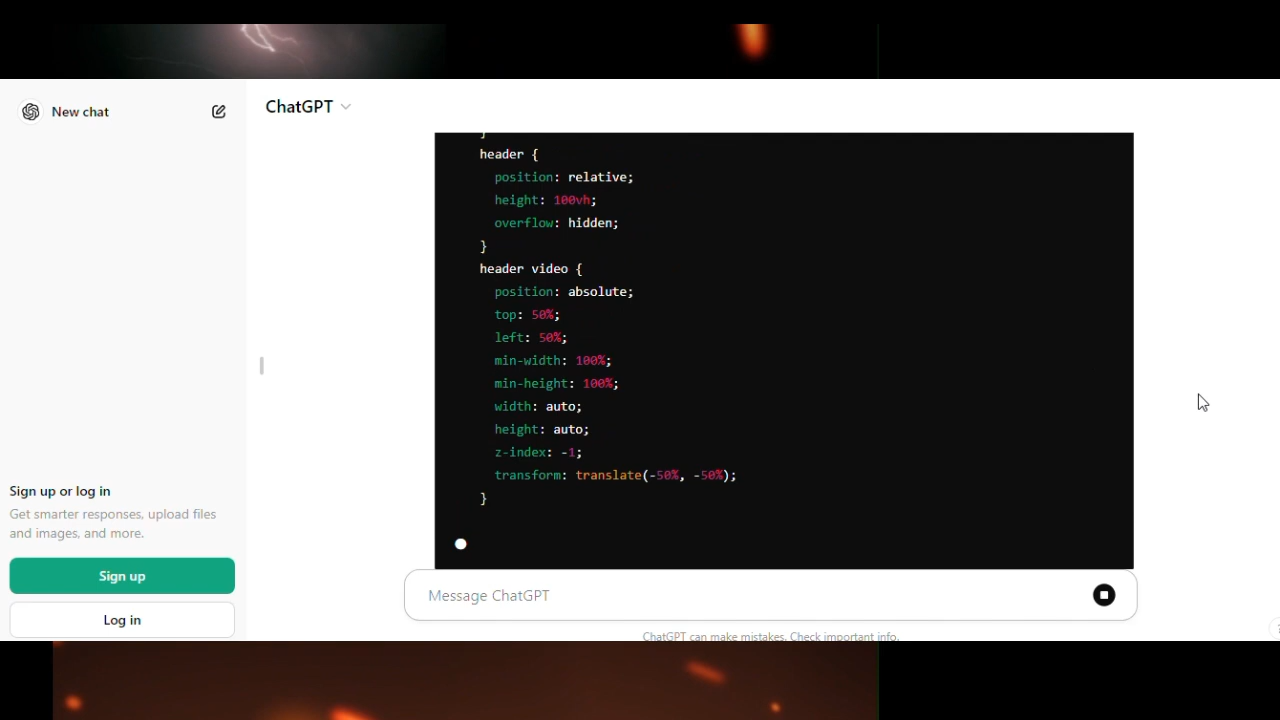 New chat
ChatGPT
}
header {
position: relative;
height: 100vh;
overflow: hidden;
}
header video {
position: absolute;
top: 50%;
left: 50%;
min-width: 100%;
min-height: 100%;
width: auto;
height: auto;
z-index: -1;
transform: translate(-50%, -50%);
}
Sign up or log in
Get smarter responses, upload files
and images, and more.
Sign up
Log in
Message ChatGPT
ChatGPT can make mistakes. Check important info.